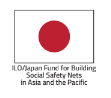 ILO/Japan Fund for Building
Social Safety Nets
in Asia and the Pacific